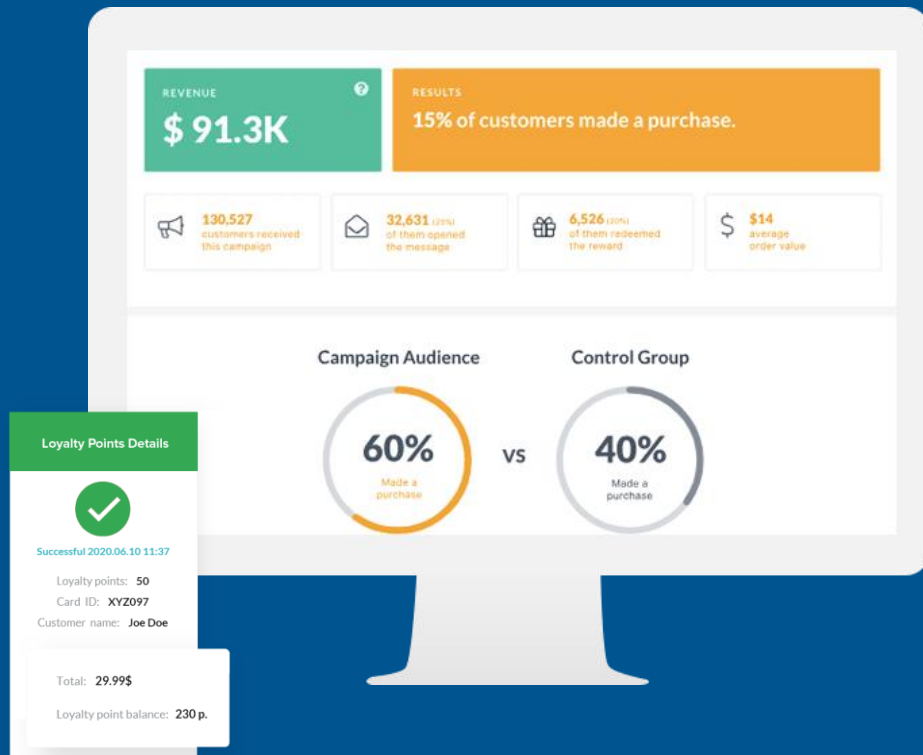 REVENUE
$ 91.3K
RESULTS
15% of customers made a purchase.
130,527
customers received
this campaign
32,631 (25%)
of them opened
the message
6,526 (20%)
of them redeemed
the reward
$14
average
order value
Campaign Audience
60%
Made a
purchase
vs
Control Group
40%
Made a
purchase
Loyalty Points Details
Successful 2020.06.10 11:37
Loyalty points: 50
Card ID: XYZ097
Customer name: Joe Doe
Total: 29.99$
Loyalty point balance: 230 p.